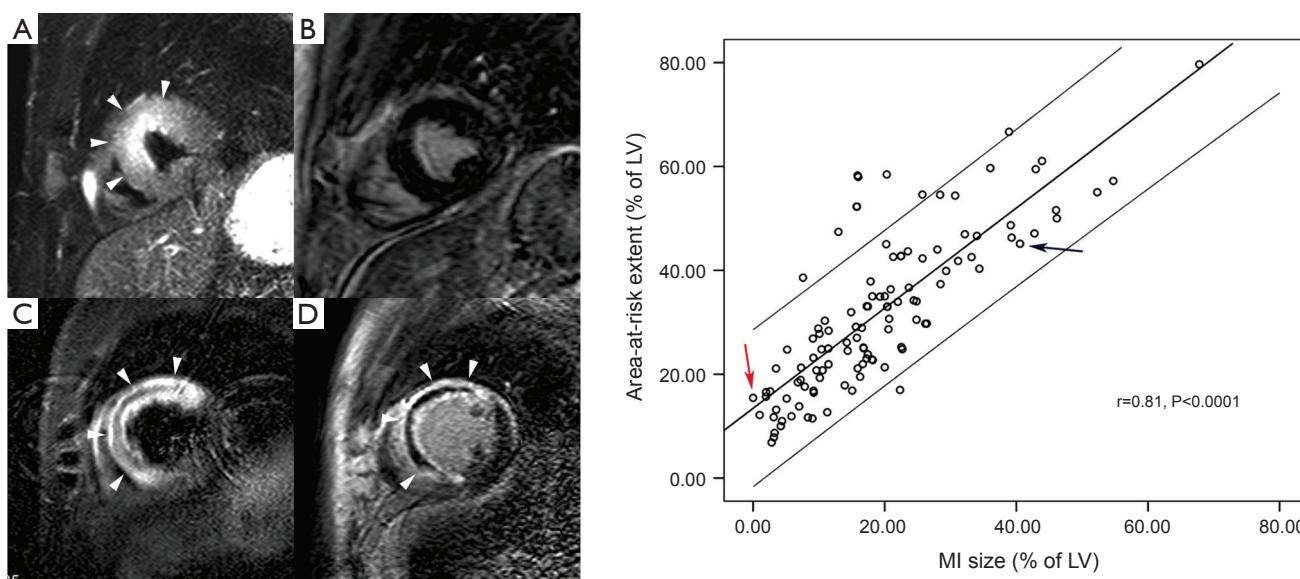 A
B
C
D
Area-at-risk extent (% of LV)
80.00
60.00
40.00
20.00
0.00
r=0.81, P<0.0001
0.00 20.00 40.00 60.00 80.00
MI size (% of LV)